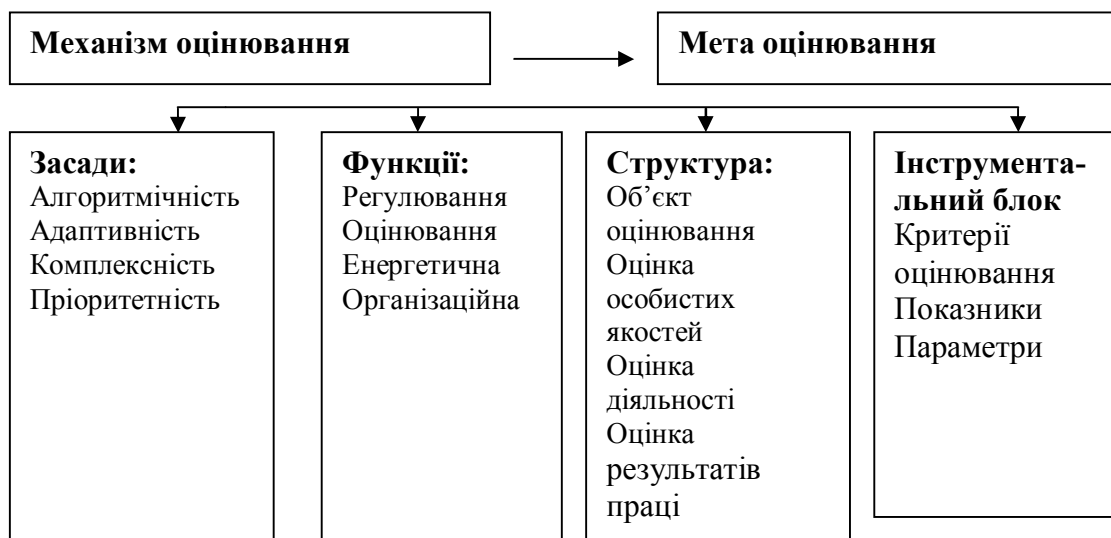 Механізм оцінювання
Мета оцінювання
Засади:
Алгоритмічність
Адаптивність
Комплексність
Пріоритетність
Функції:
Регулювання
Оцінювання
Енергетична
Організаційна
Структура:
Об’єкт
оцінювання
Оцінка
особистих
якостей
Оцінка
діяльності
Оцінка
результатів
праці
Інструмента-
льний блок
Критерії
оцінювання
Показники
Параметри